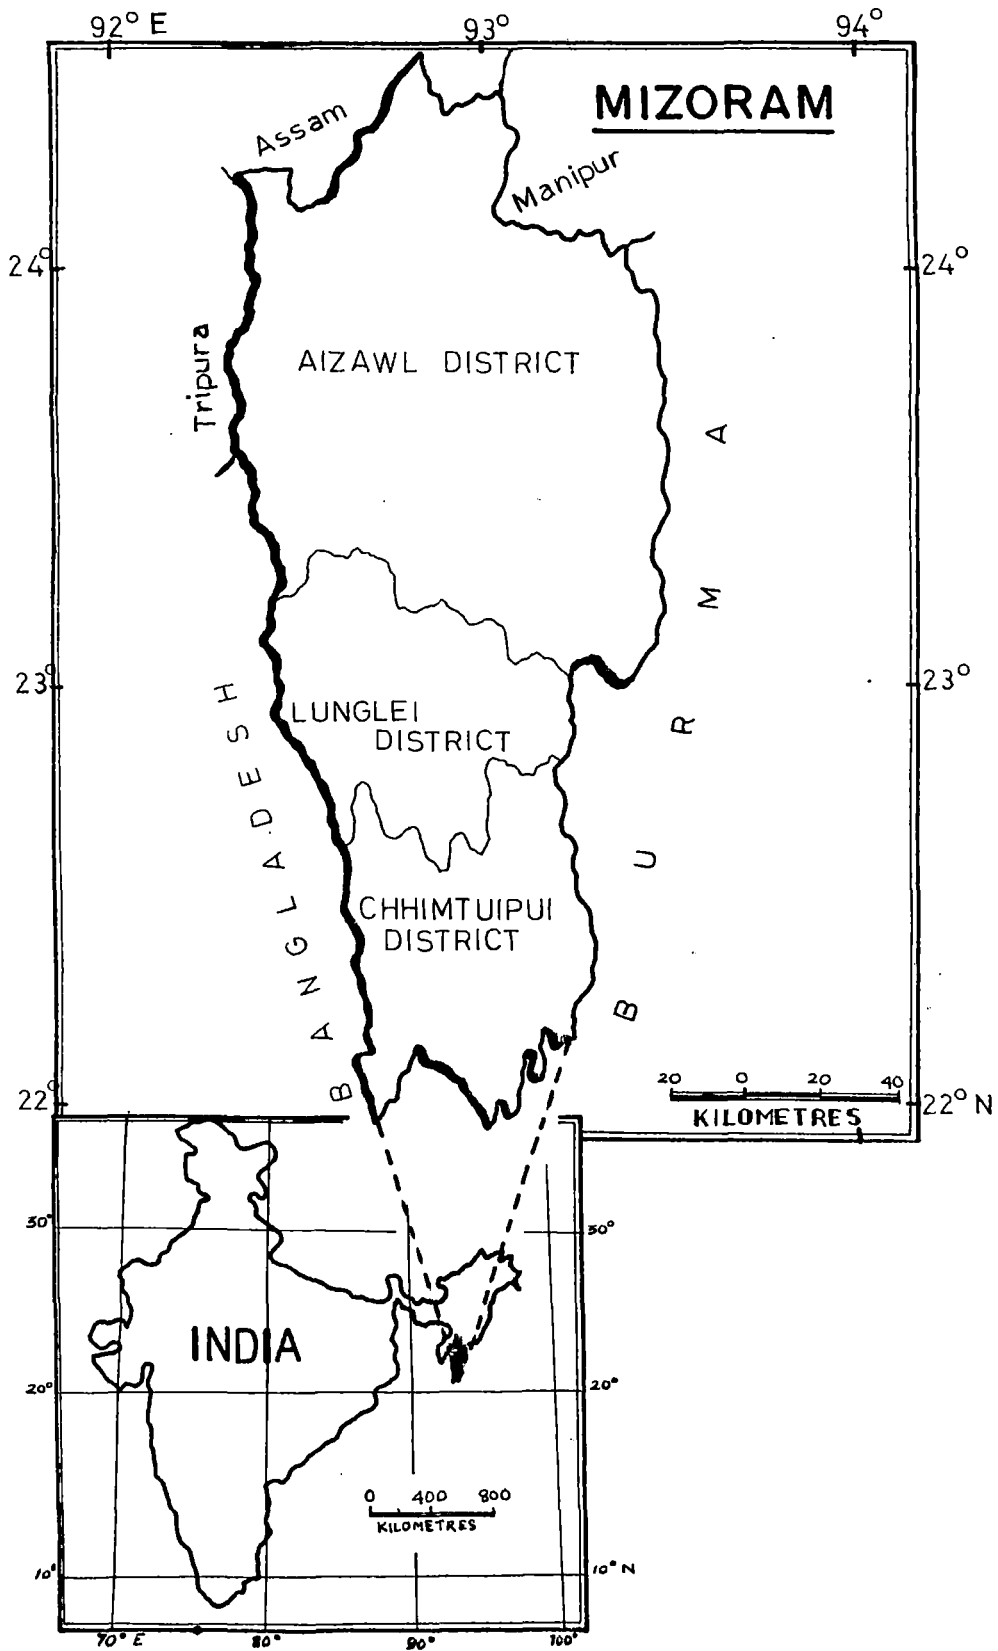 92° E 93° 94°
MIZORAM
Assam
Manipur
24° 24°
Tripura
AIZAWL DISTRICT
23° 23°
LUNGLEI
DISTRICT
BANGLADESH
BURMA
CHHIMTUIPUI
DISTRICT
20 0 20 40
KILOMETRES
22° 22° N
30° 30°
INDIA
20° 20°
0 400 800
KILOMETRES
10° 10° N
70° E 80° 90° 100°